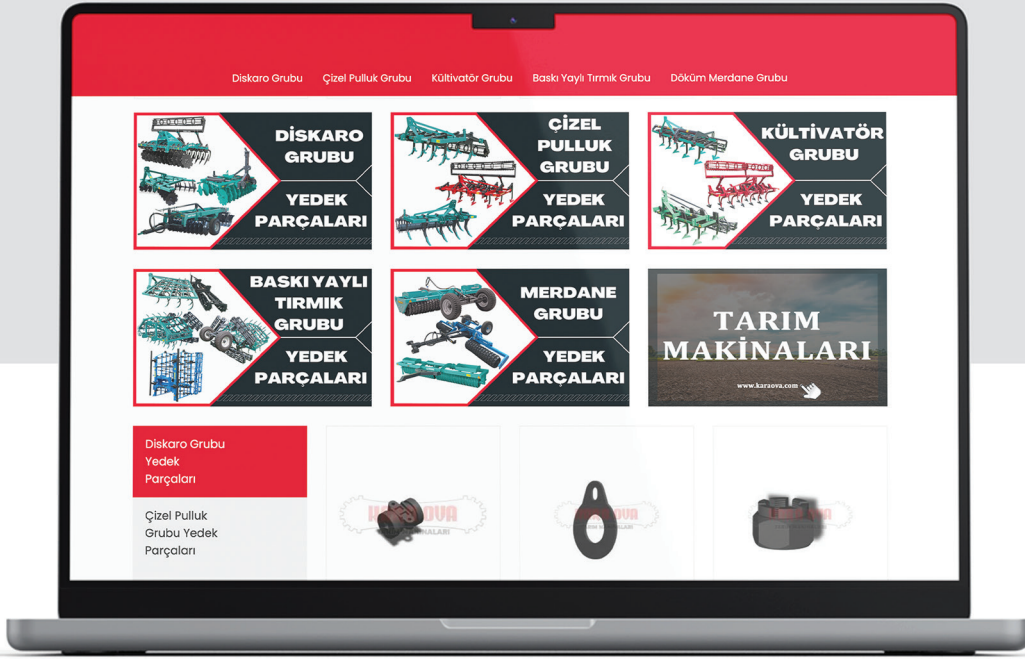 Diskaro Grubu Çizel Pulluk Grubu Kültivatör Grubu Baskı Yaylı Tırmık Grubu Döküm Merdane Grubu
DİSKARO
GRUBU
YEDEK
PARÇALARI
ÇİZEL
PULLUK
GRUBU
YEDEK
PARÇALARI
KÜLTİVATÖR
GRUBU
YEDEK
PARÇALARI
BASKI YAYLI
TIRMIK
GRUBU
YEDEK
PARÇALARI
MERDANE
GRUBU
YEDEK
PARÇALARI
TARIM
MAKİNALARI
www.karaova.com
Diskaro Grubu
Yedek
Parçaları
Çizel Pulluk
Grubu Yedek
Parçaları